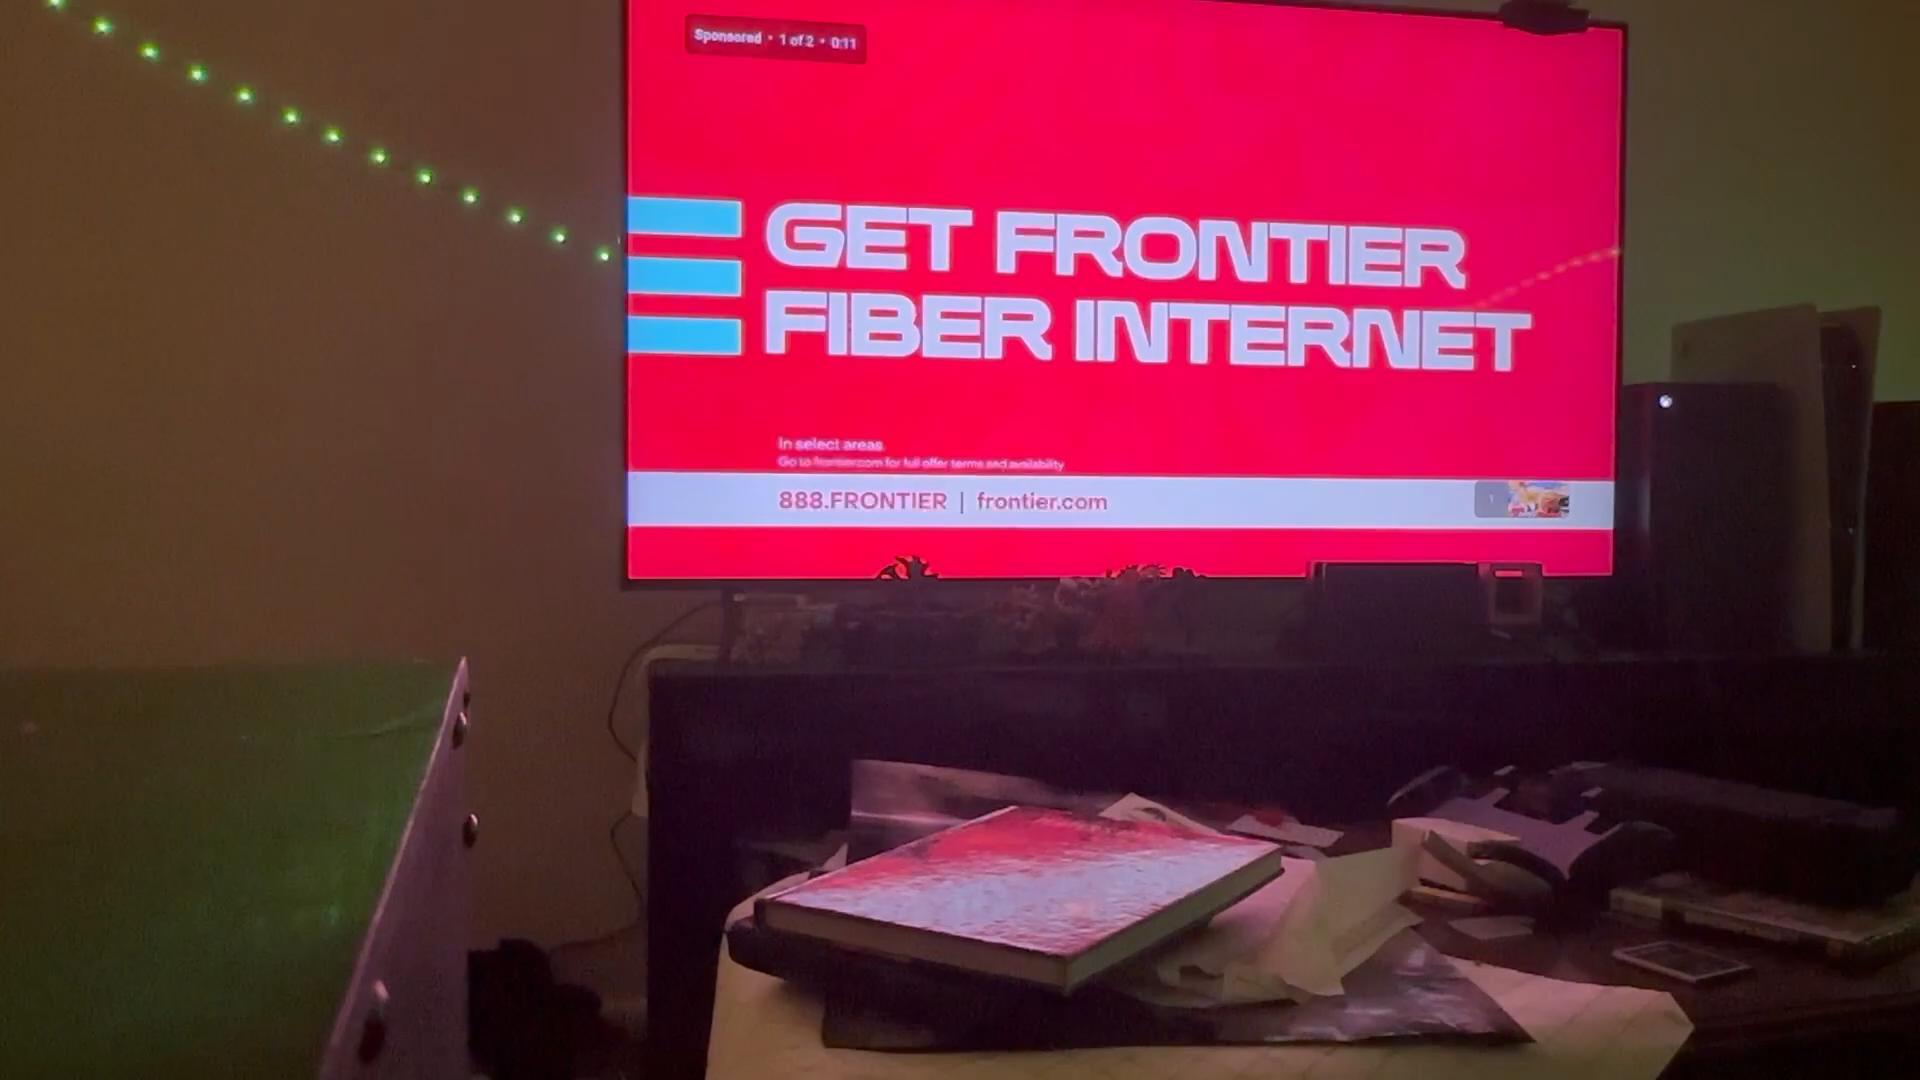 Sponsored • 1 of 2 • 0:11
GET FRONTIER
FIBER INTERNET
In select areas
Go to frontier.com for full offer terms and availability
888.FRONTIER | frontier.com
1